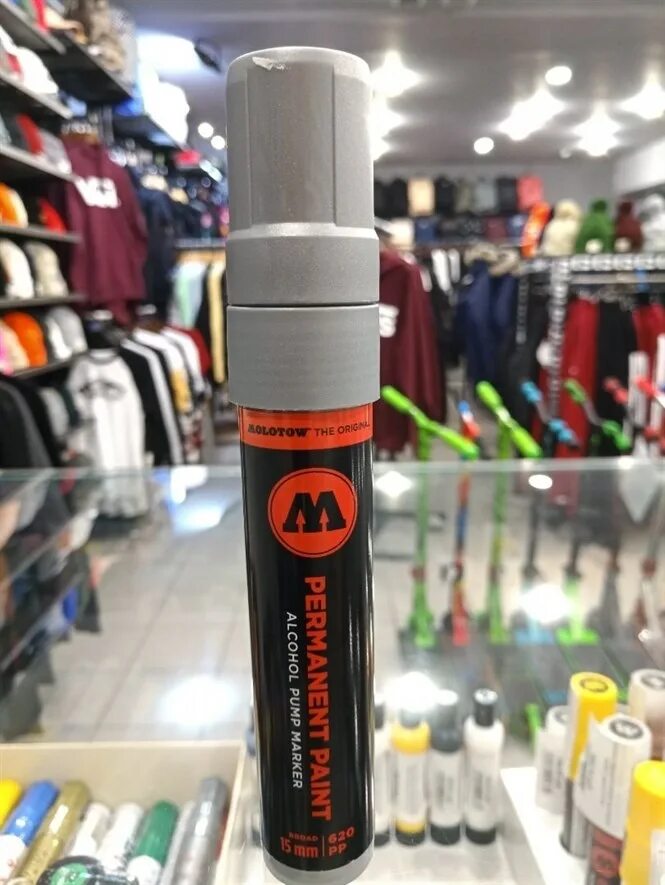 MOLOTOW THE ORIGINAL
PERMANENT PAINT
ALCOHOL PUMP MARKER
BROAD
15 mm
620
PP